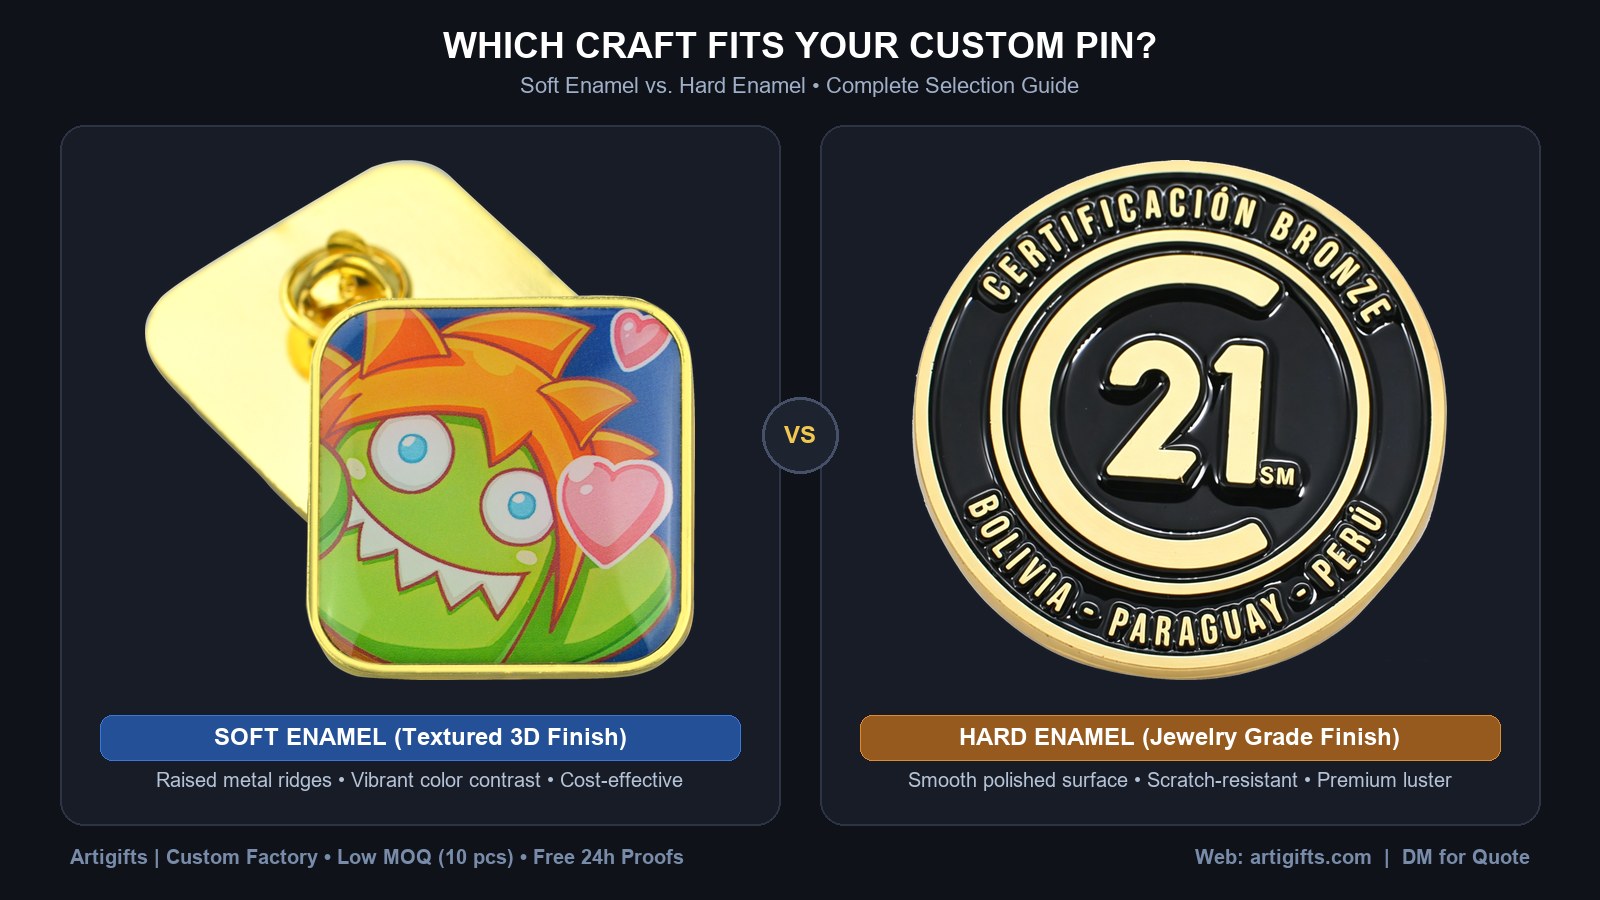 WHICH CRAFT FITS YOUR CUSTOM PIN?
Soft Enamel vs. Hard Enamel • Complete Selection Guide
VS
CERTIFICACIÓN BRONZE
21
SM
BOLIVIA - PARAGUAY - PERÚ
SOFT ENAMEL (Textured 3D Finish)
Raised metal ridges • Vibrant color contrast • Cost-effective
HARD ENAMEL (Jewelry Grade Finish)
Smooth polished surface • Scratch-resistant • Premium luster
Artigifts | Custom Factory • Low MOQ (10 pcs) • Free 24h Proofs
Web: artigifts.com | DM for Quote